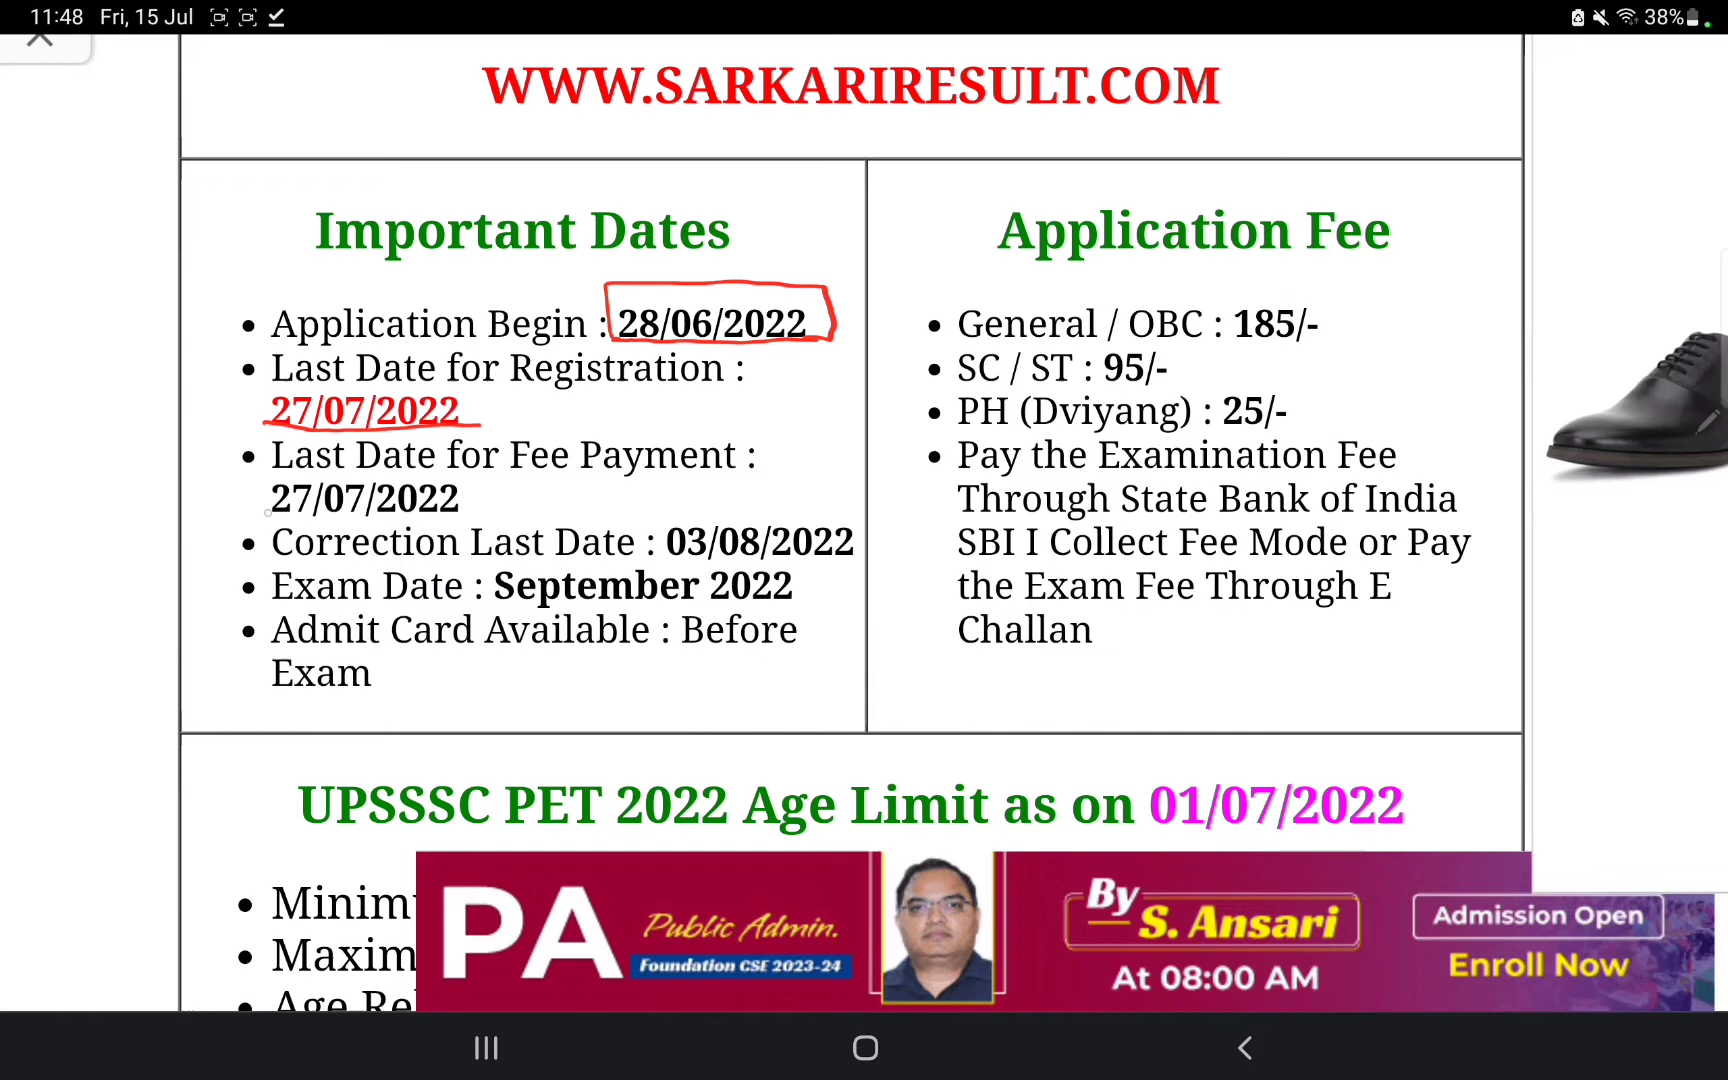 11:48 Fri, 15 Jul
38%
WWW.SARKARIRESULT.COM
Important Dates
Application Begin : 28/06/2022
Last Date for Registration :
27/07/2022
Last Date for Fee Payment :
27/07/2022
Correction Last Date : 03/08/2022
Exam Date : September 2022
Admit Card Available : Before
Exam
Application Fee
General / OBC : 185/-
SC / ST : 95/-
PH (Dviyang) : 25/-
Pay the Examination Fee
Through State Bank of India
SBI I Collect Fee Mode or Pay
the Exam Fee Through E
Challan
UPSSSC PET 2022 Age Limit as on 01/07/2022
PA
Public Admin.
Foundation CSE 2023-24
By
S. Ansari
At 08:00 AM
Admission Open
Enroll Now
Age